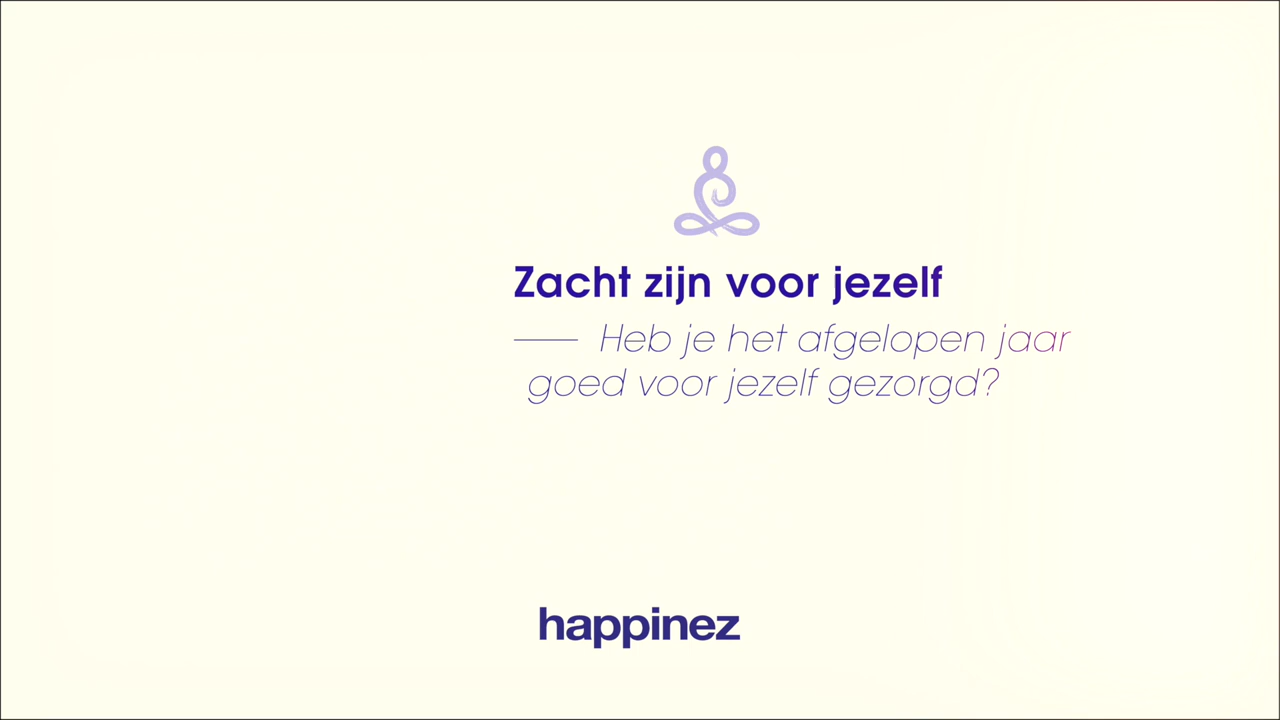 Zacht zijn voor jezelf
—— Heb je het afgelopen jaar
goed voor jezelf gezorgd?
happinez